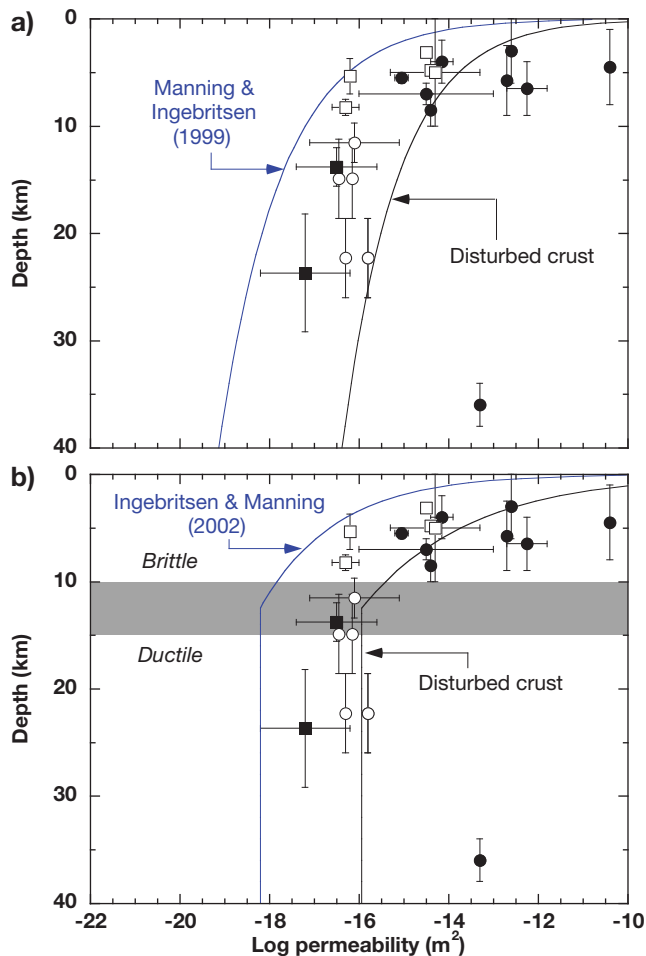 a)
0
10
20
30
40
Depth (km)
Manning &
Ingebritsen
(1999)
Disturbed crust
b)
0
10
20
30
40
Depth (km)
Ingebritsen & Manning
(2002)
Brittle
Ductile
Disturbed crust
-22 -20 -18 -16 -14 -12 -10
Log permeability (m²)